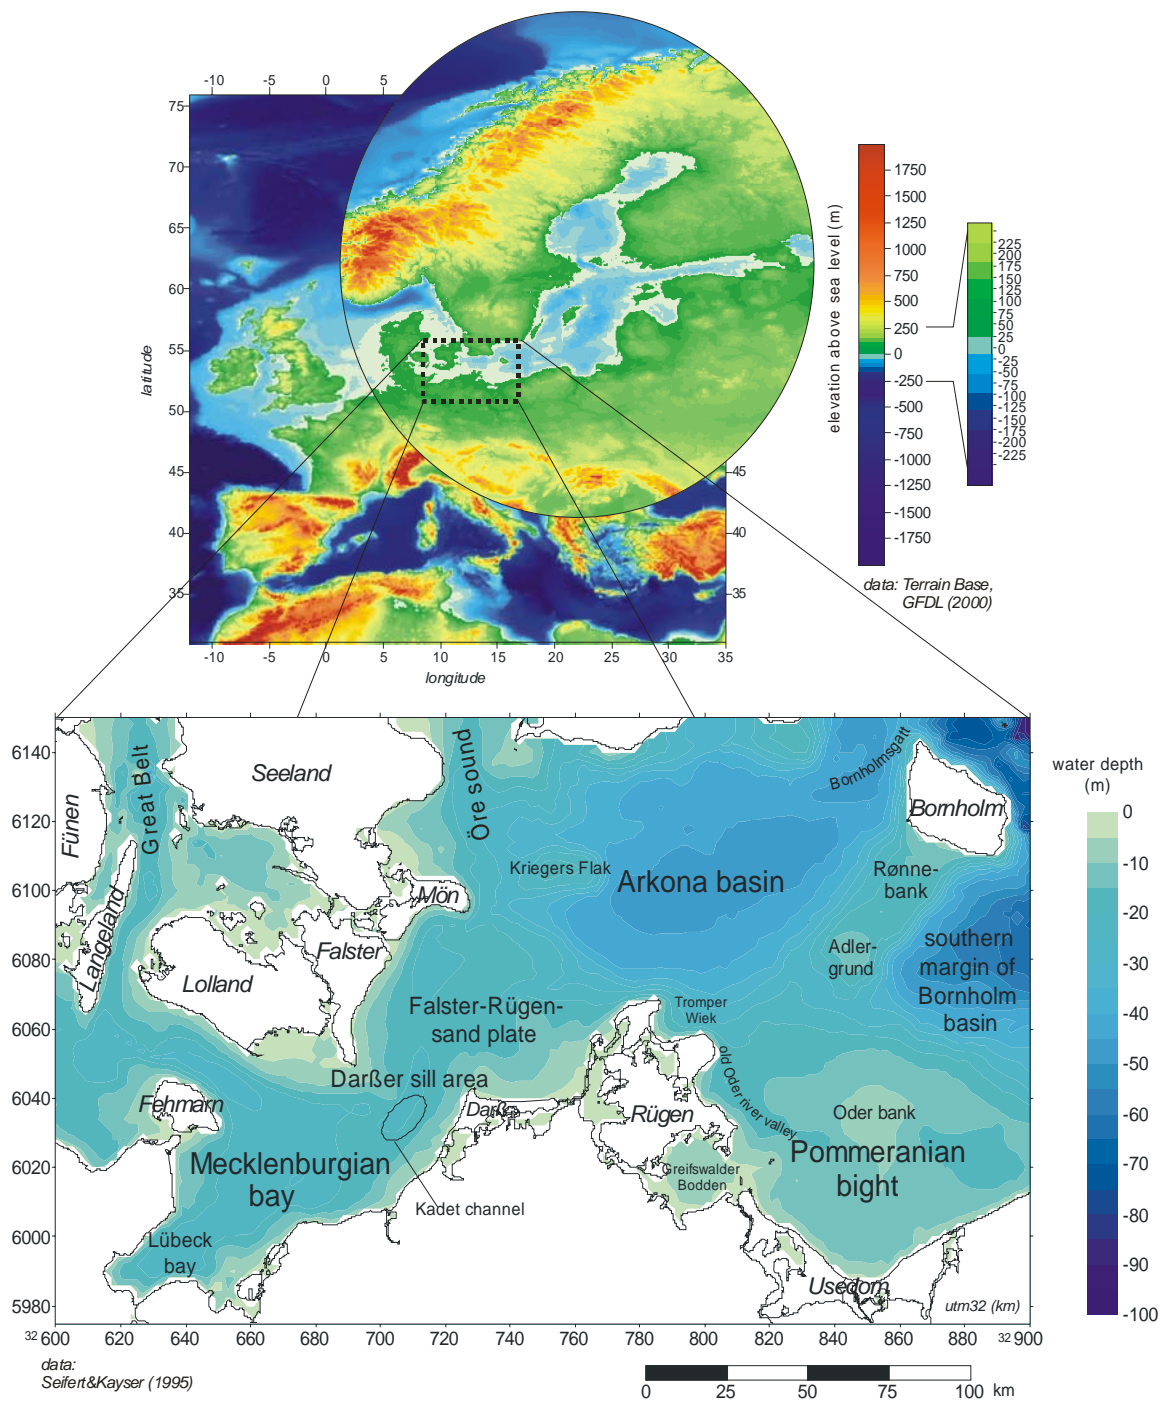 -10 -5 0 5
75
70
65
60
55
50
45
40
35
latitude
45
40
35
-10 -5 0 5 10 15 20 25 30 35
longitude
elevation above sea level (m)
1750
1500
1250
1000
750
500
250
0
-250
-500
-750
-1000
-1250
-1500
-1750
225
200
175
150
125
100
75
50
25
0
-25
-50
-75
-100
-125
-150
-175
-200
-225
data: Terrain Base,
GFDL (2000)
6140
6120
6100
6080
6060
6040
6020
6000
5980
Fünen
Great Belt
Seeland
Öre sound
Bornholmsgatt
Bornholm
Kriegers Flak
Arkona basin
Rønne-
bank
Langeland
Mön
Falster
Lolland
Adler-
grund
southern
margin of
Bornholm
basin
Falster-Rügen-
sand plate
Tromper
Wiek
Darßer sill area
old Oder river valley
Fehmarn
Darß
Rügen
Oder bank
Mecklenburgian
bay
Pommeranian
bight
Greifswalder
Bodden
Kadet channel
Lübeck
bay
Usedom
utm32 (km)
32 600 620 640 660 680 700 720 740 760 780 800 820 840 860 880 32 900
data:
Seifert&Kayser (1995)
0 25 50 75 100 km
water depth
(m)
0
-10
-20
-30
-40
-50
-60
-70
-80
-90
-100